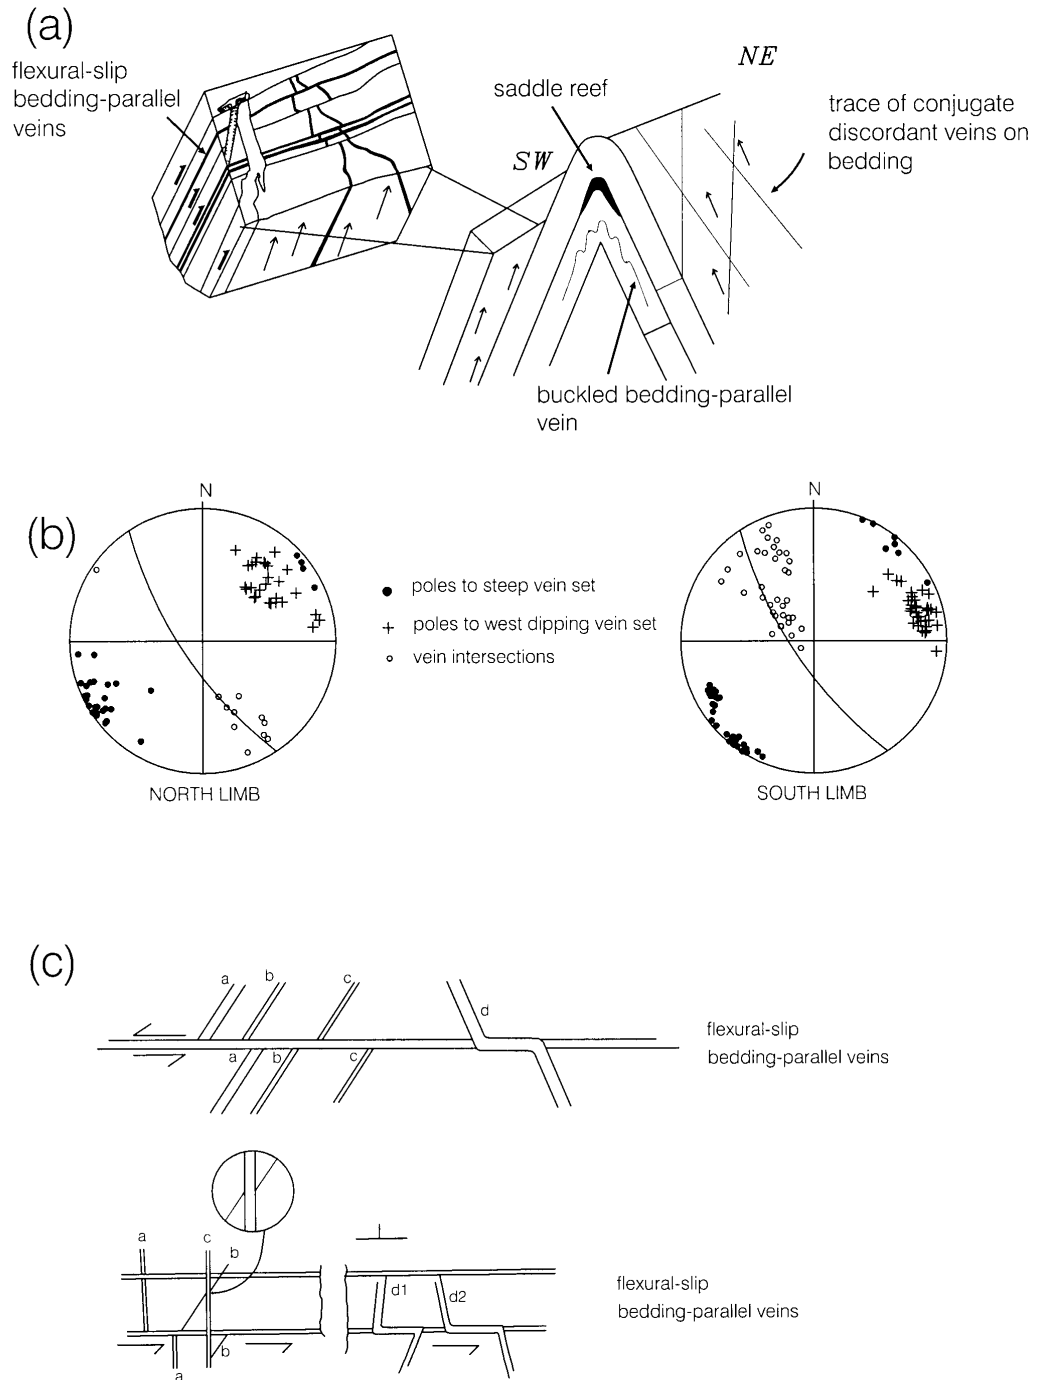 (a)
flexural-slip
bedding-parallel
veins
saddle reef
NE
SW
trace of conjugate
discordant veins on
bedding
buckled bedding-parallel
vein
(b)
N
NORTH LIMB
poles to steep vein set
poles to west dipping vein set
vein intersections
N
SOUTH LIMB
(c)
a
b
c
d
a
b
c
flexural-slip
bedding-parallel veins
a
c
b
d1
d2
b
a
flexural-slip
bedding-parallel veins